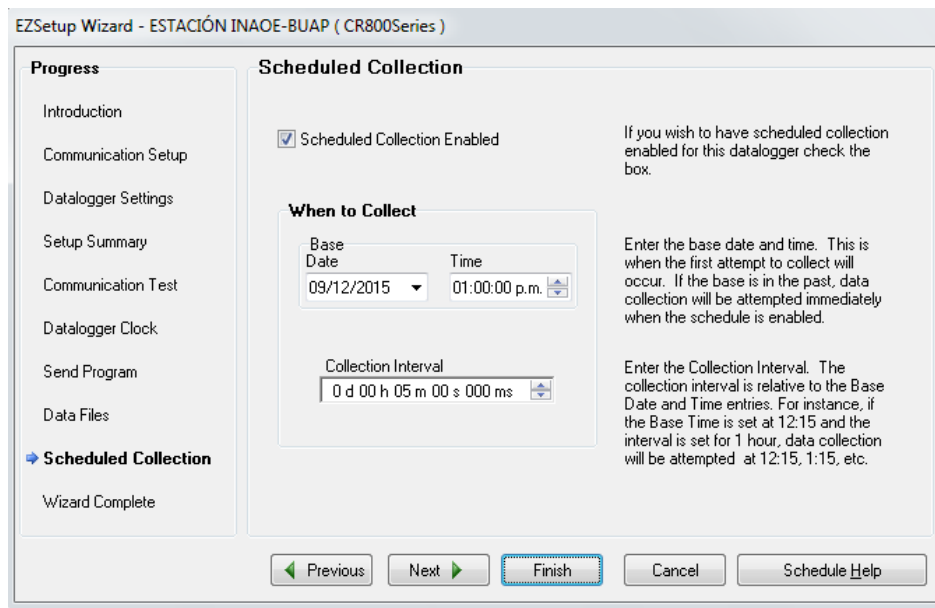 EZSetup Wizard - ESTACIÓN INAOE-BUAP ( CR800Series )
Progress
Introduction
Communication Setup
Datalogger Settings
Setup Summary
Communication Test
Datalogger Clock
Send Program
Data Files
Scheduled Collection
Wizard Complete
Scheduled Collection
Scheduled Collection Enabled
If you wish to have scheduled collection
enabled for this datalogger check the
box.
When to Collect
Base
Date
Time
09/12/2015
01:00:00 p.m.
Enter the base date and time. This is
when the first attempt to collect will
occur. If the base is in the past, data
collection will be attempted immediately
when the schedule is enabled.
Collection Interval
0 d 00 h 05 m 00 s 000 ms
Enter the Collection Interval. The
collection interval is relative to the Base
Date and Time entries. For instance, if
the Base Time is set at 12:15 and the
interval is set for 1 hour, data collection
will be attempted at 12:15, 1:15, etc.
Previous
Next
Finish
Cancel
Schedule Help